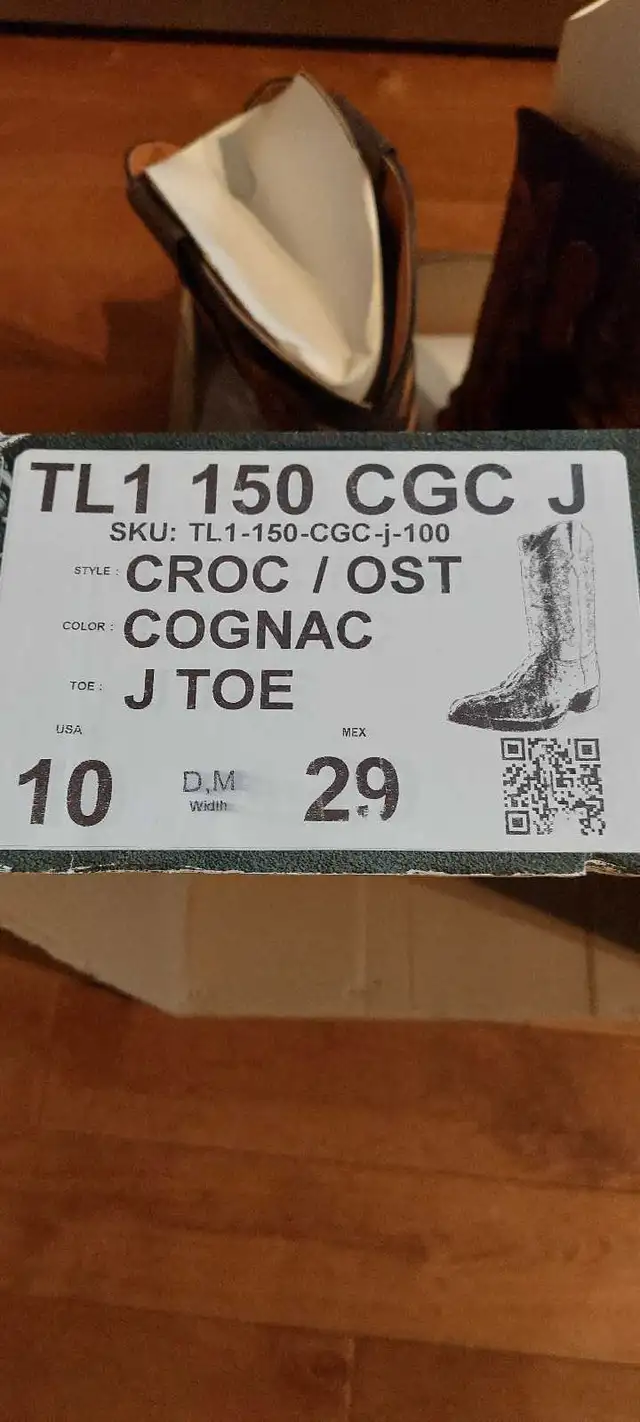 TL1 150 CGC J
SKU: TL1-150-CGC-j-100
STYLE : CROC / OST
COLOR : COGNAC
TOE : J TOE
USA MEX
10 D,M 29
Width